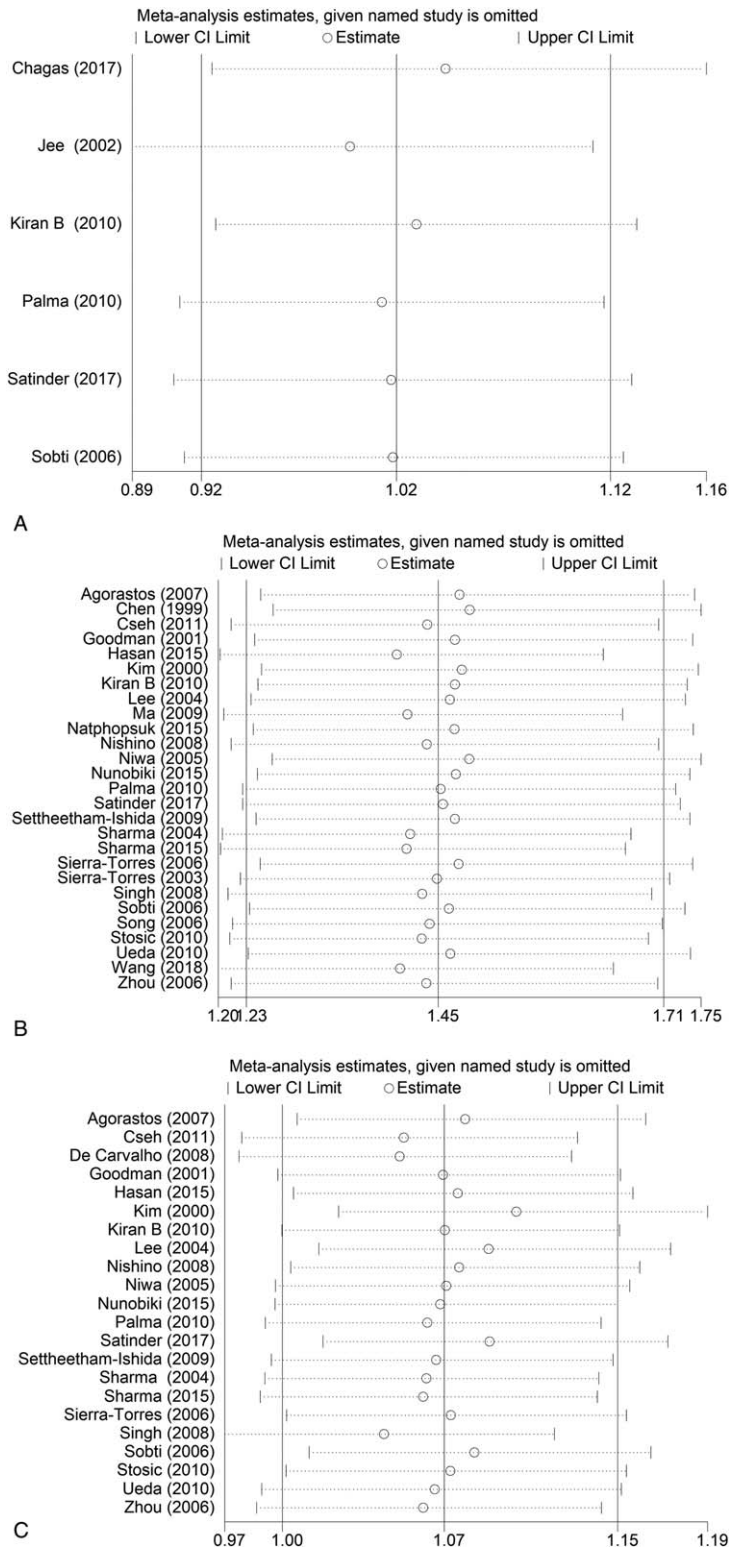 Meta-analysis estimates, given named study is omitted
| Lower CI Limit ○ Estimate | Upper CI Limit
Chagas (2017)
Jee (2002)
Kiran B (2010)
Palma (2010)
Satinder (2017)
Sobti (2006)
0.89 0.92 1.02 1.12 1.16
A
Meta-analysis estimates, given named study is omitted
| Lower CI Limit ○ Estimate | Upper CI Limit
Agorastos (2007)
Chen (1999)
Cseh (2011)
Goodman (2001)
Hasan (2015)
Kim (2000)
Kiran B (2010)
Lee (2004)
Ma (2009)
Natphopsuk (2015)
Nishino (2008)
Niwa (2005)
Nunobiki (2015)
Palma (2010)
Satinder (2017)
Settheetham-Ishida (2009)
Sharma (2004)
Sharma (2015)
Sierra-Torres (2006)
Sierra-Torres (2003)
Singh (2008)
Sobti (2006)
Song (2006)
Stosic (2010)
Ueda (2010)
Wang (2018)
Zhou (2006)
1.20 1.23 1.45 1.71 1.75
B
Meta-analysis estimates, given named study is omitted
| Lower CI Limit ○ Estimate | Upper CI Limit
Agorastos (2007)
Cseh (2011)
De Carvalho (2008)
Goodman (2001)
Hasan (2015)
Kim (2000)
Kiran B (2010)
Lee (2004)
Nishino (2008)
Niwa (2005)
Nunobiki (2015)
Palma (2010)
Satinder (2017)
Settheetham-Ishida (2009)
Sharma (2004)
Sharma (2015)
Sierra-Torres (2006)
Singh (2008)
Sobti (2006)
Stosic (2010)
Ueda (2010)
Zhou (2006)
0.97 1.00 1.07 1.15 1.19
C